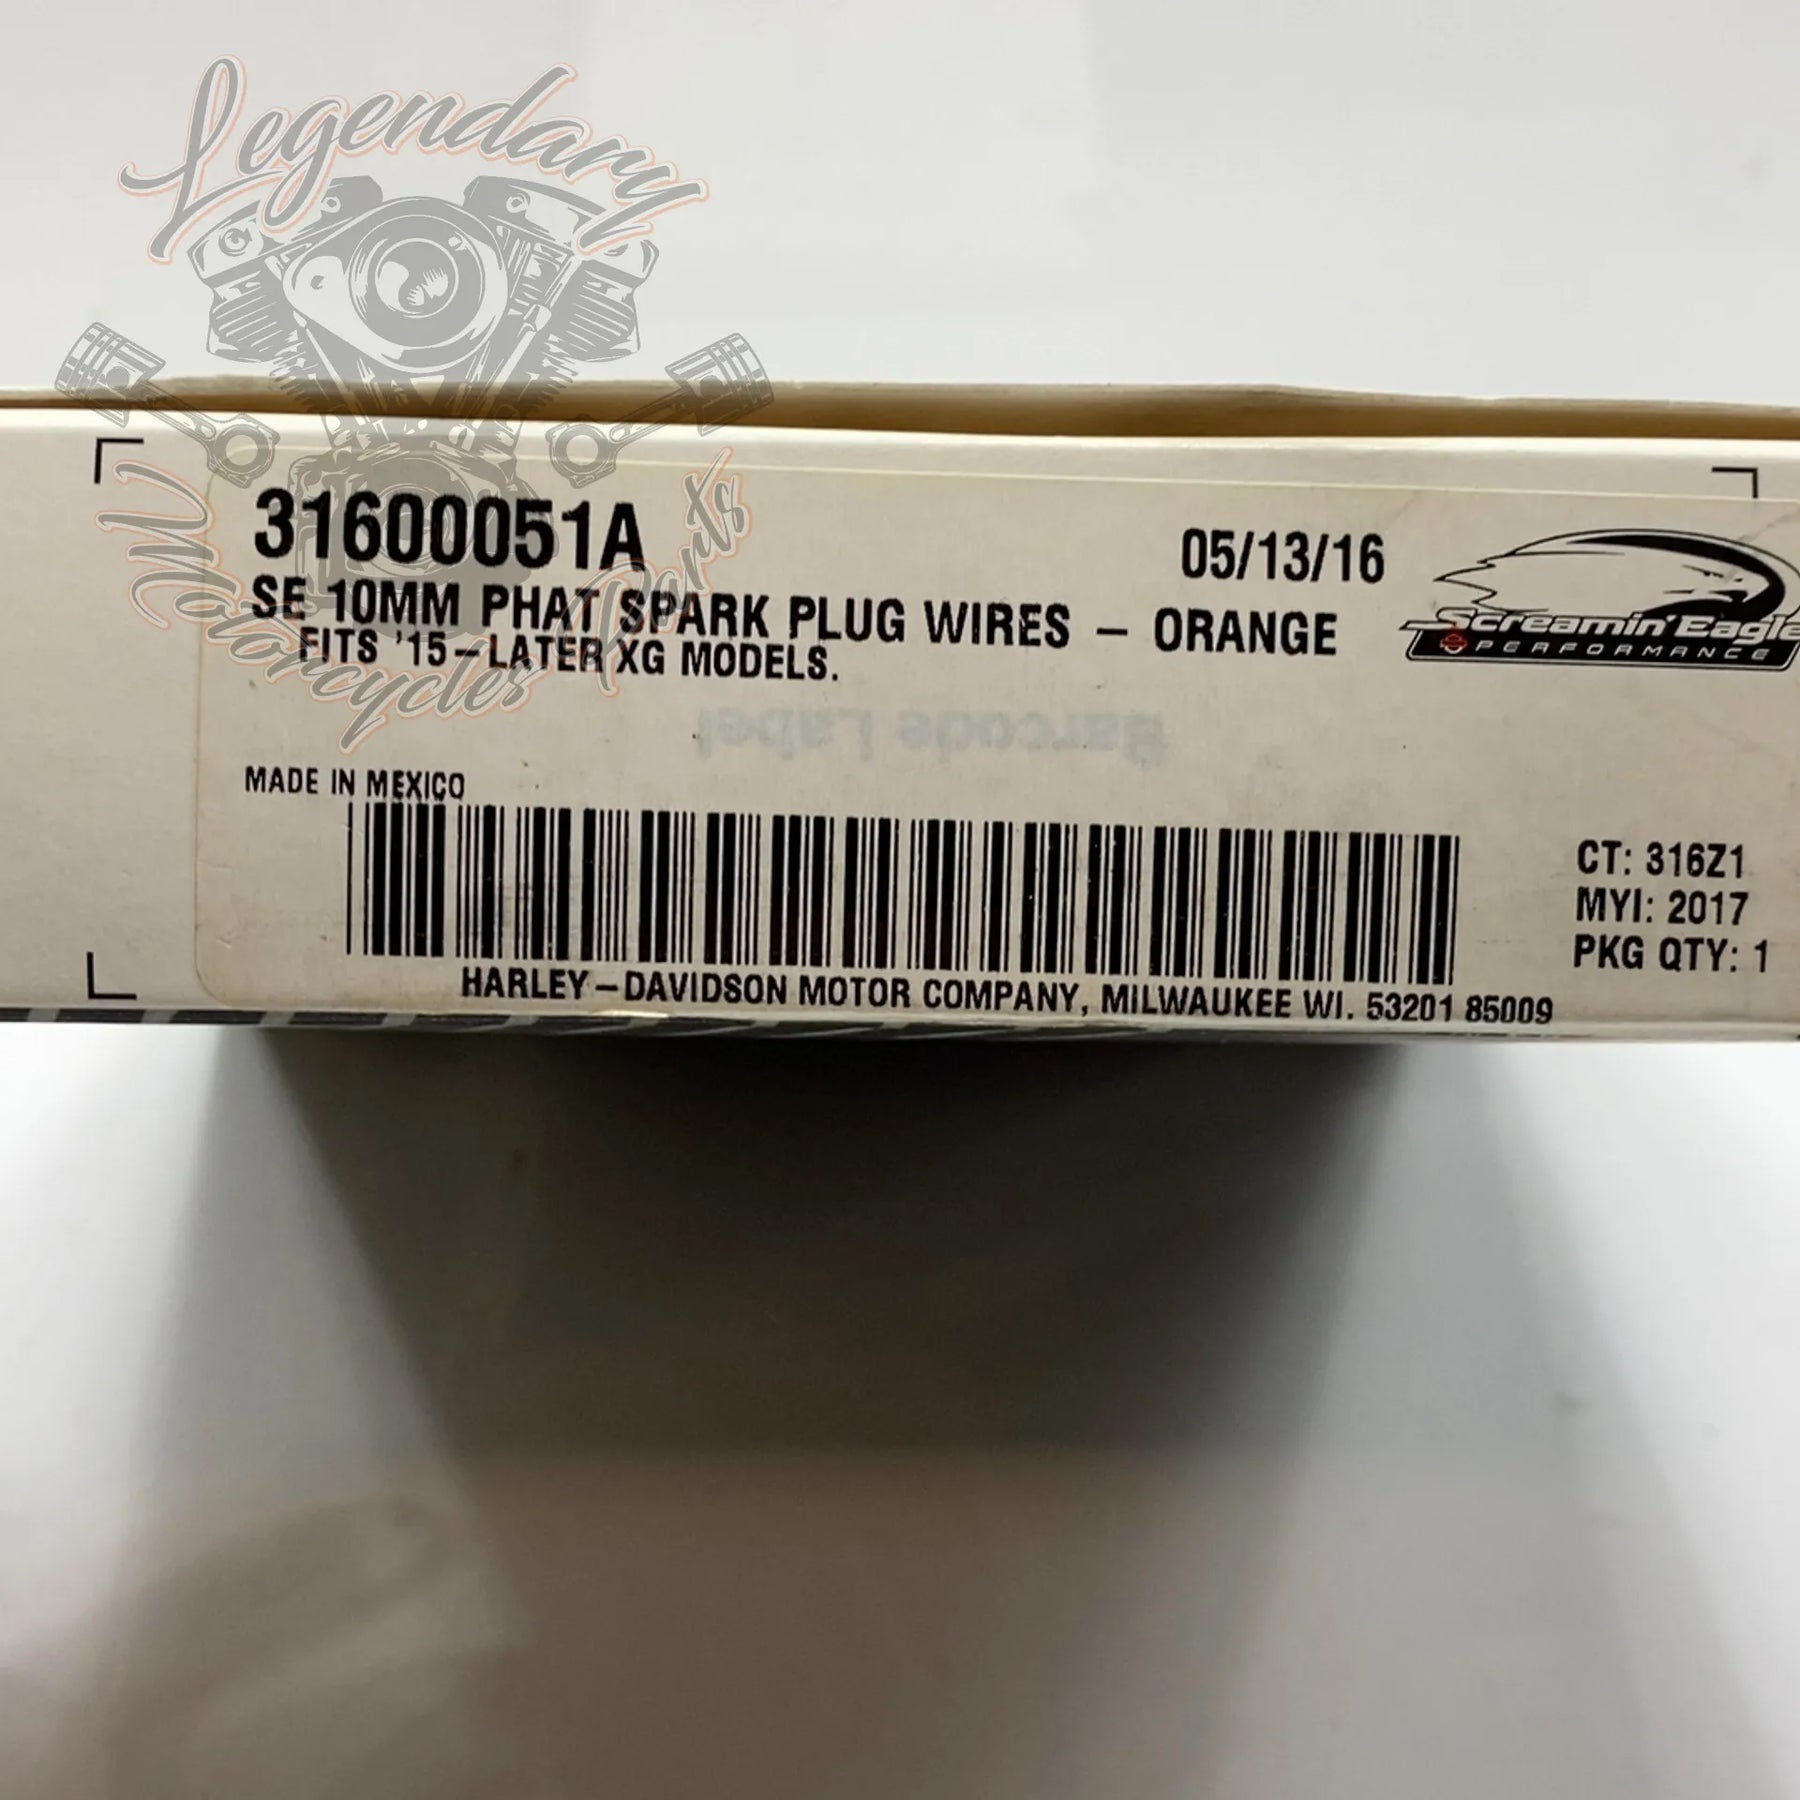 Legendary
Motorcycles Parts
31600051A
05/13/16
SE 10MM PHAT SPARK PLUG WIRES – ORANGE
FITS '15–LATER XG MODELS.
Screamin' Eagle
PERFORMANCE
Barcode Label
MADE IN MEXICO
CT: 316Z1
MYI: 2017
PKG QTY: 1
HARLEY–DAVIDSON MOTOR COMPANY, MILWAUKEE WI. 53201 85009